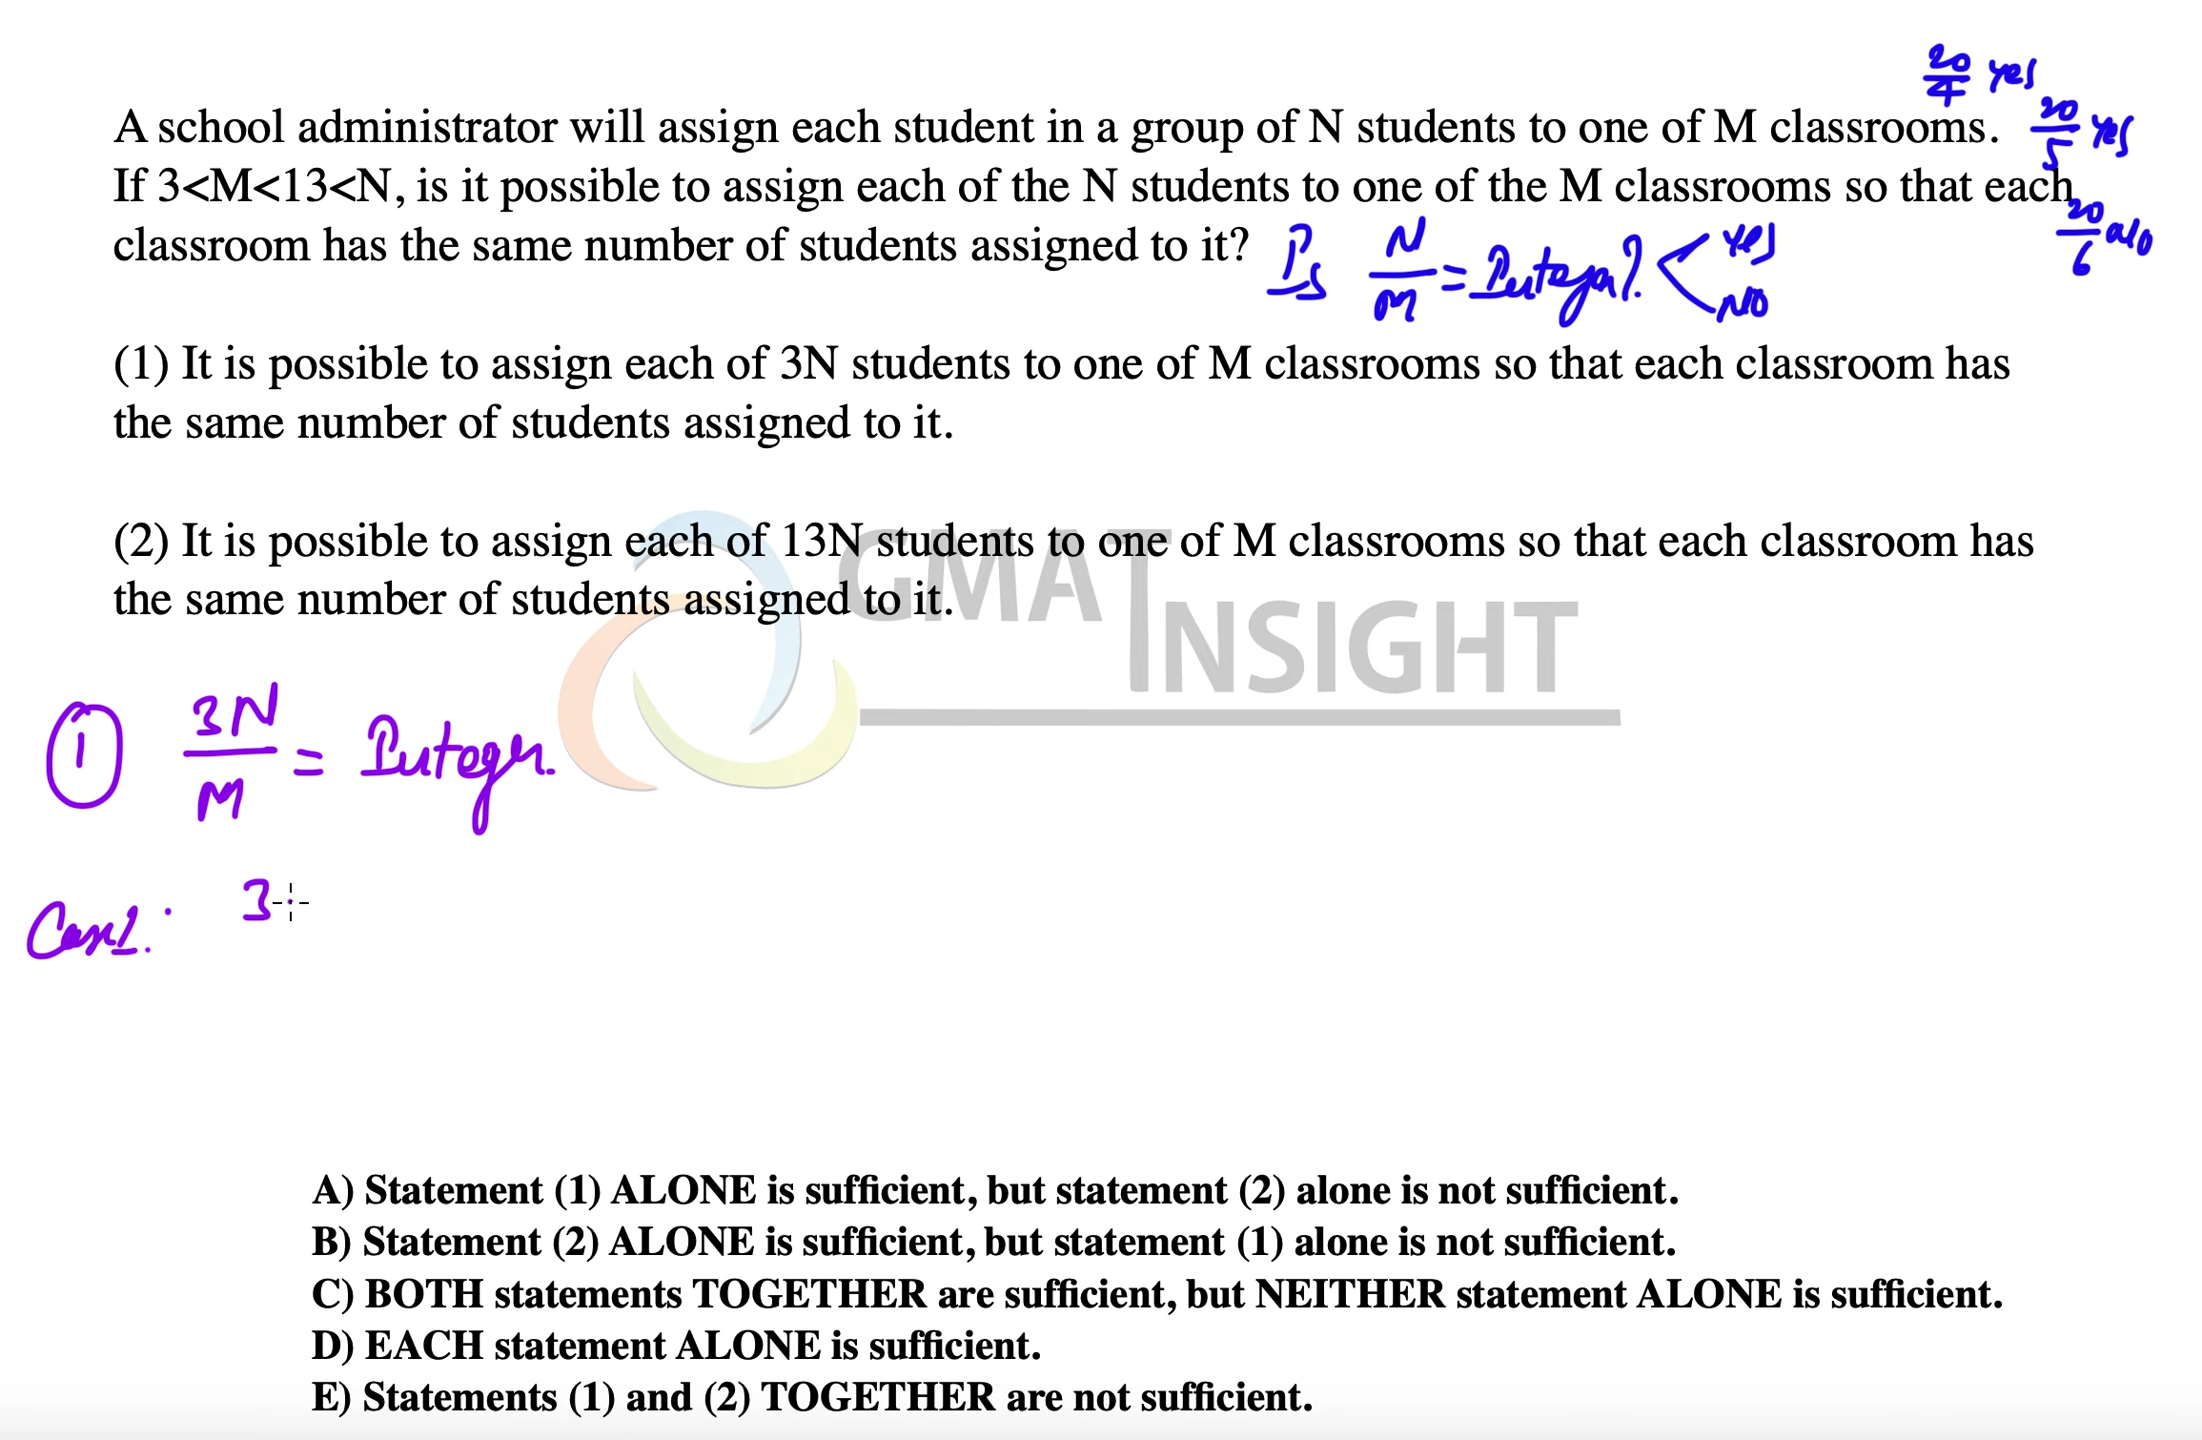 20/4 yes
A school administrator will assign each student in a group of N students to one of M classrooms.
20/5 yes
If 3<M<13<N, is it possible to assign each of the N students to one of the M classrooms so that each
20/6 No
classroom has the same number of students assigned to it?
Is N/M = Integer? < yes
NO
(1) It is possible to assign each of 3N students to one of M classrooms so that each classroom has
the same number of students assigned to it.
(2) It is possible to assign each of 13N students to one of M classrooms so that each classroom has
the same number of students assigned to it.
GMAT INSIGHT
① 3N/M = Integer.
Case1: 3
A) Statement (1) ALONE is sufficient, but statement (2) alone is not sufficient.
B) Statement (2) ALONE is sufficient, but statement (1) alone is not sufficient.
C) BOTH statements TOGETHER are sufficient, but NEITHER statement ALONE is sufficient.
D) EACH statement ALONE is sufficient.
E) Statements (1) and (2) TOGETHER are not sufficient.